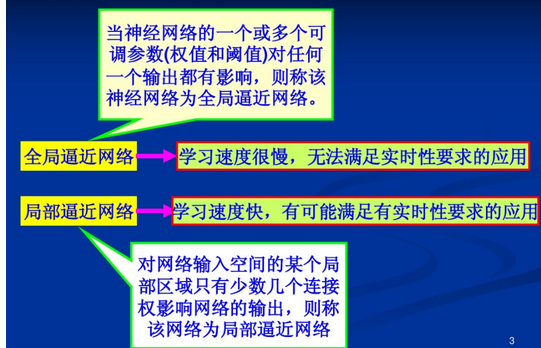 当神经网络的一个或多个可
调参数(权值和阈值)对任何
一个输出都有影响，则称该
神经网络为全局逼近网络。
全局逼近网络
学习速度很慢，无法满足实时性要求的应用
局部逼近网络
学习速度快，有可能满足有实时性要求的应用
对网络输入空间的某个局
部区域只有少数几个连接
权影响网络的输出，则称
该网络为局部逼近网络
3